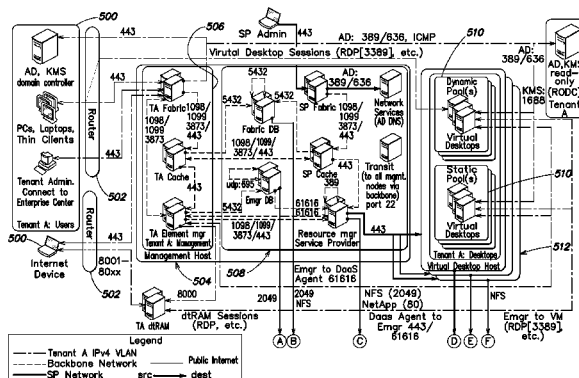 500
506
SP Admin
443
AD: 389/636, ICMP
Virutal Desktop Sessions (RDP[3389], etc.)
443
AD, KMS
domain controller
PCs, Laptops,
Thin Clients
Tenant Admin.
Connect to
Enterprise Center
Tenant A: Users
Router
502
443
TA Fabric
1098/
1099
3873/
443
1098/
1099
3873/443
TA Cache
443
TA Element mgr
Tenant A: Management
Management Host
504
5432
5432
5432
Fabric DB
1098/1099/
3873/443
udp:695
Emgr DB
5432
1098/1099/
3873/443
61616
61616
508
AD:
389/636
SP Fabric
1098/
1099
3873/
443
SP Cache
389
Resource mgr
Service Provider
Network
Services
(AD DNS)
Transit
(to all mgmt.
nodes via
backbone)
port 22
443
510
Dynamic
Pool(s)
Virtual
Desktops
Static
Pool(s)
510
Virtual
Desktops
Tenant A: Desktops
Virtual Desktop Host
512
AD:
389/636
KMS:
1688
AD,KMS
read-
only
(RODC)
Tenant
A
500
Internet
Device
Router
502
443
8001-
80xx
8000
TA dtRAM
Emgr to DaaS
Agent 61616
2049
2049
NFS
NFS (2049)
NetApp (80)
NFS
dtRAM Sessions
(RDP, etc.)
Daas Agent to
Emgr 443/
61616
Emgr to VM
(RDP[3389],
etc.)
A
B
C
D
E
F
Legend
Tenant A IPv4 VLAN
Public Internet
Backbone Network
SP Network
src
dest